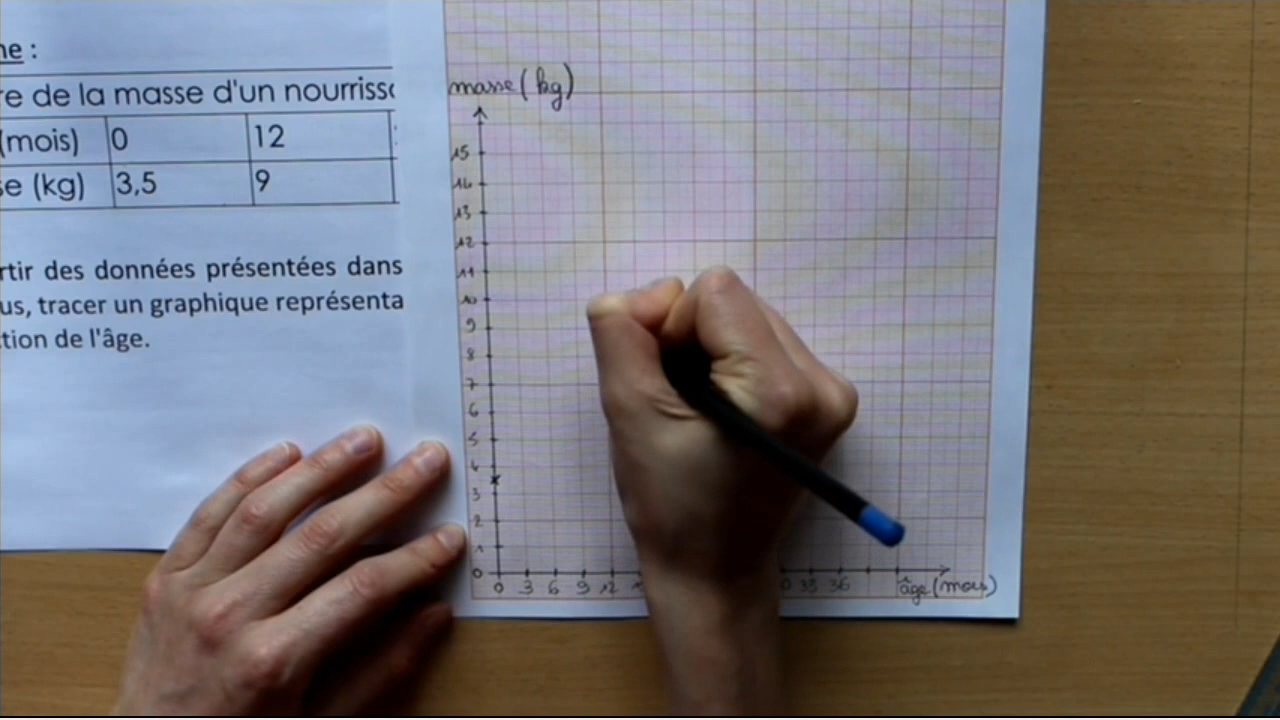 ne :
re de la masse d'un nourrisso
(mois) 0 12
se (kg) 3,5 9
rtir des données présentées dans
us, tracer un graphique représenta
tion de l'âge.
masse (kg)
15
14
13
12
11
10
9
8
7
6
5
4
3
2
1
0
0 3 6 9 12 33 36 âge (mois)